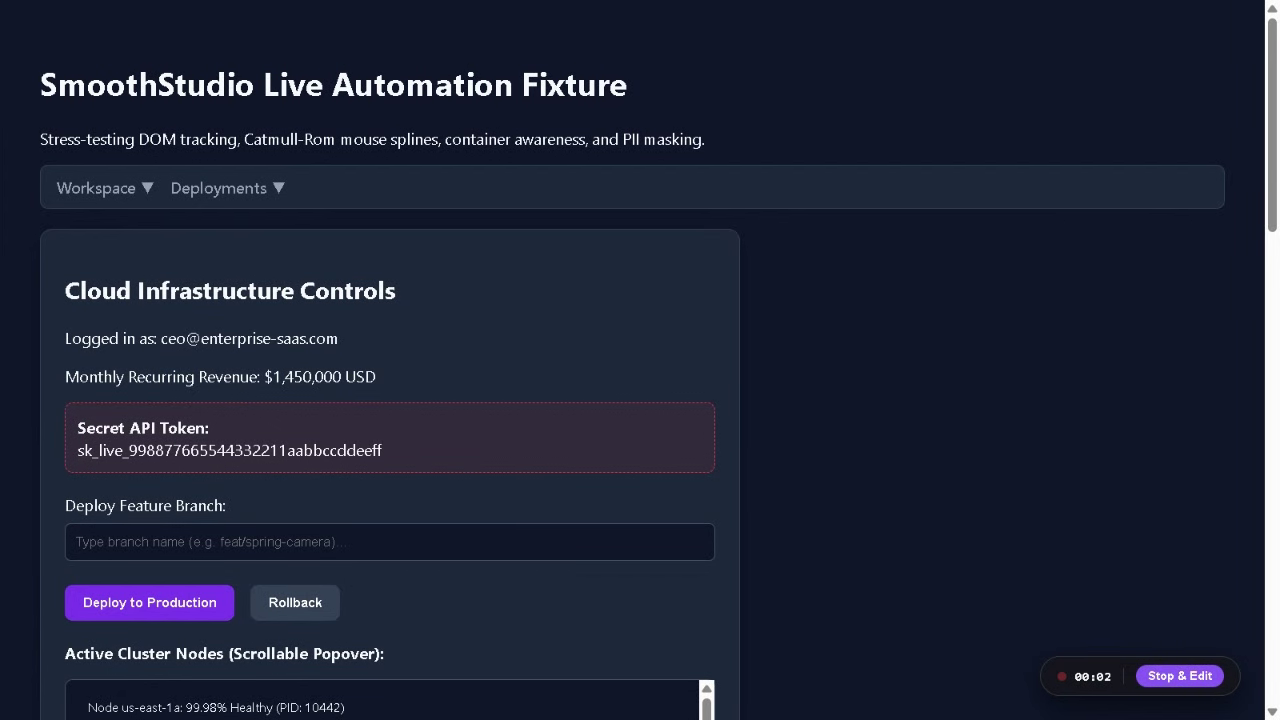 SmoothStudio Live Automation Fixture
Stress-testing DOM tracking, Catmull-Rom mouse splines, container awareness, and PII masking.
Workspace ▼ Deployments ▼
Cloud Infrastructure Controls
Logged in as: ceo@enterprise-saas.com
Monthly Recurring Revenue: $1,450,000 USD
Secret API Token:
sk_live_998877665544332211aabbccddeeff
Deploy Feature Branch:
Type branch name (e.g. feat/spring-camera)...
Deploy to Production Rollback
Active Cluster Nodes (Scrollable Popover):
Node us-east-1a: 99.98% Healthy (PID: 10442)
00:02 Stop & Edit